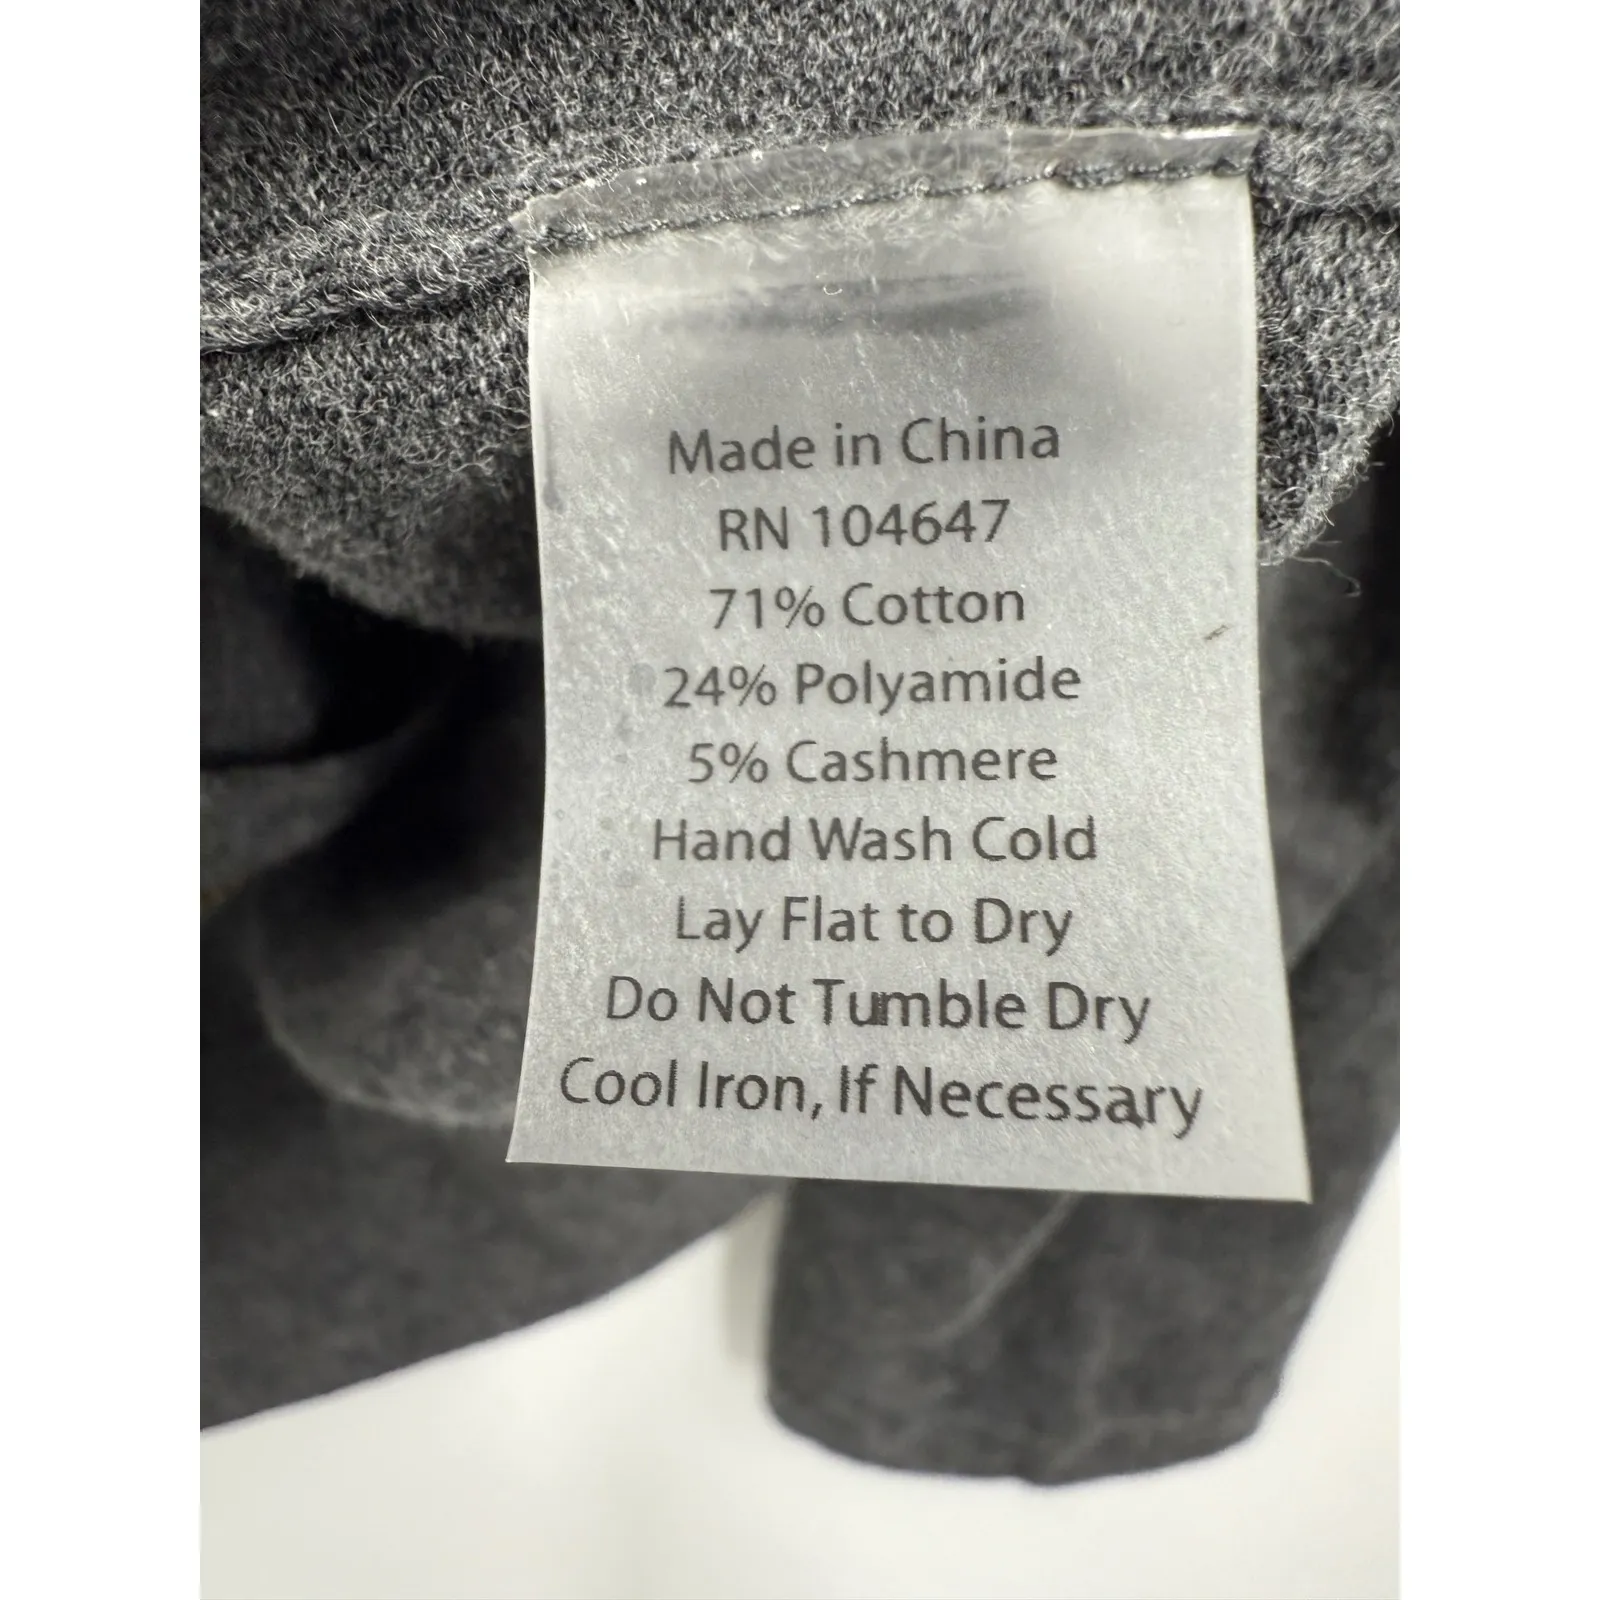 Made in China
RN 104647
71% Cotton
24% Polyamide
5% Cashmere
Hand Wash Cold
Lay Flat to Dry
Do Not Tumble Dry
Cool Iron, If Necessary